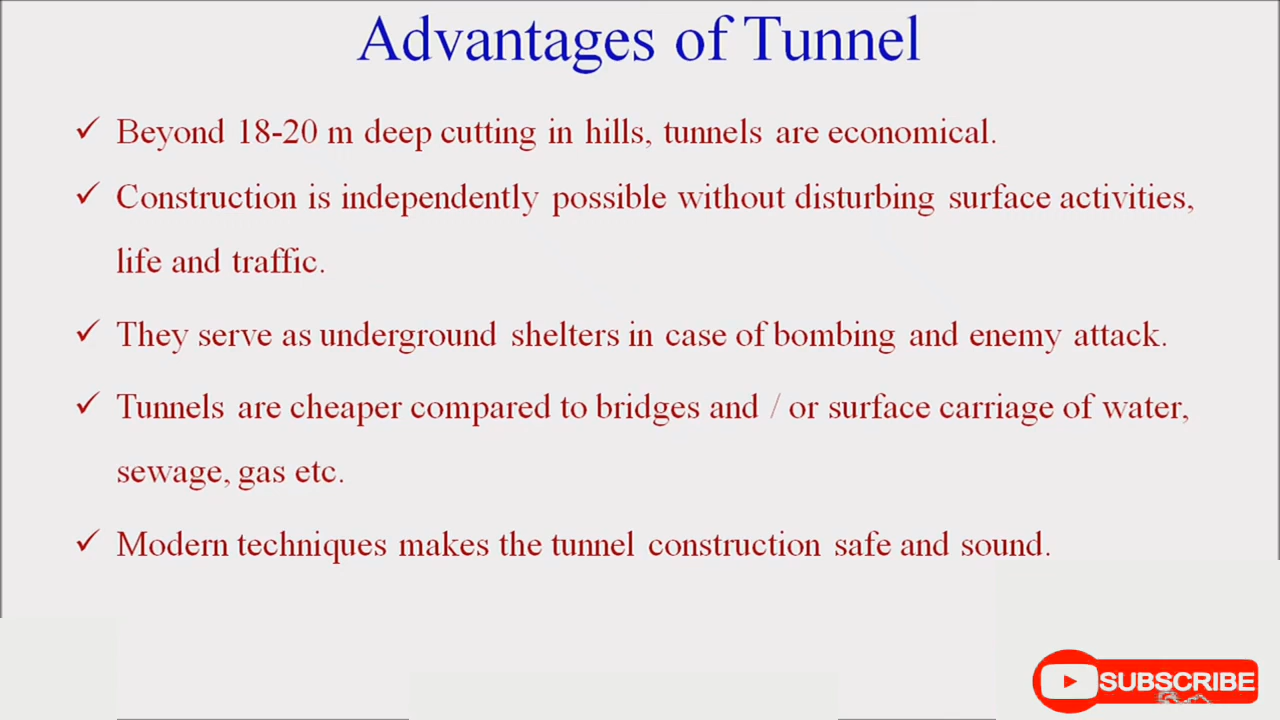 Advantages of Tunnel
✓ Beyond 18-20 m deep cutting in hills, tunnels are economical.
✓ Construction is independently possible without disturbing surface activities,
life and traffic.
✓ They serve as underground shelters in case of bombing and enemy attack.
✓ Tunnels are cheaper compared to bridges and / or surface carriage of water,
sewage, gas etc.
✓ Modern techniques makes the tunnel construction safe and sound.
SUBSCRIBE